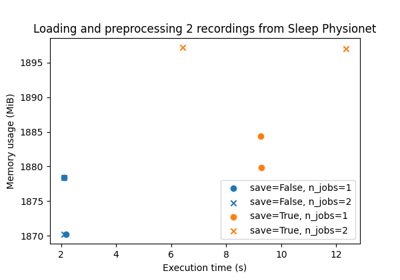 Loading and preprocessing 2 recordings from Sleep Physionet
1895
1890
1885
1880
1875
1870
Memory usage (MiB)
save=False, n_jobs=1
save=False, n_jobs=2
save=True, n_jobs=1
save=True, n_jobs=2
2 4 6 8 10 12
Execution time (s)